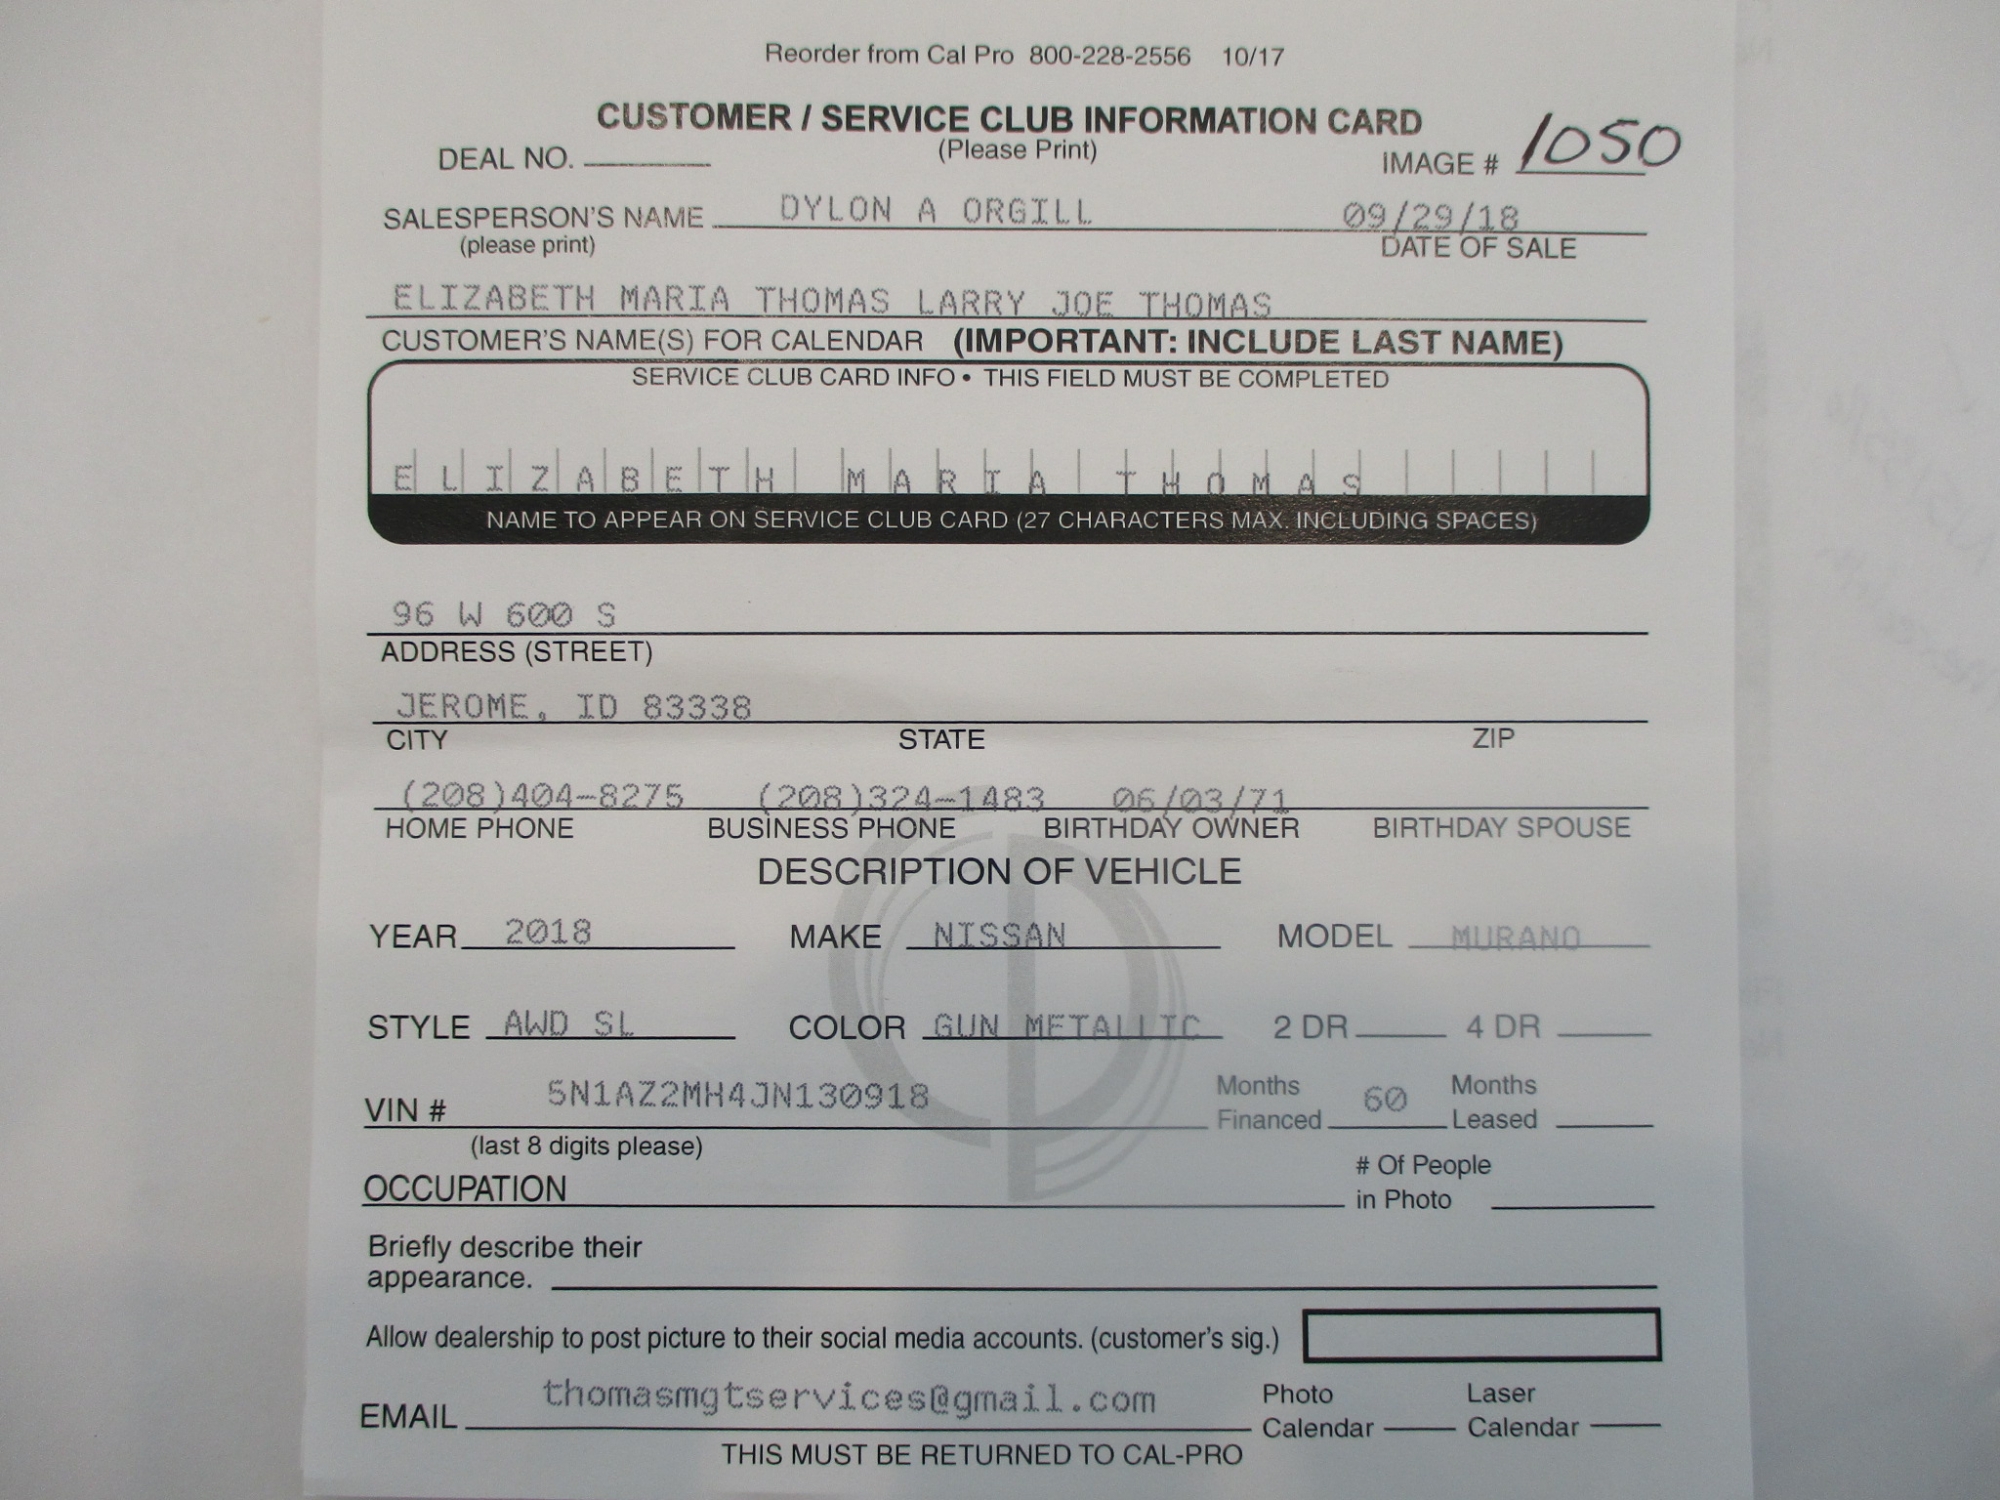 Reorder from Cal Pro 800-228-2556 10/17
CUSTOMER / SERVICE CLUB INFORMATION CARD
(Please Print)
DEAL NO. IMAGE # 1050
SALESPERSON'S NAME DYLON A ORGILL 09/29/18
(please print) DATE OF SALE
ELIZABETH MARIA THOMAS LARRY JOE THOMAS
CUSTOMER'S NAME(S) FOR CALENDAR (IMPORTANT: INCLUDE LAST NAME)
SERVICE CLUB CARD INFO • THIS FIELD MUST BE COMPLETED
ELIZABETH MARIA THOMAS
NAME TO APPEAR ON SERVICE CLUB CARD (27 CHARACTERS MAX. INCLUDING SPACES)
96 W 600 S
ADDRESS (STREET)
JEROME, ID 83338
CITY STATE ZIP
(208)404-8275 (208)324-1483 06/03/71
HOME PHONE BUSINESS PHONE BIRTHDAY OWNER BIRTHDAY SPOUSE
DESCRIPTION OF VEHICLE
YEAR 2018 MAKE NISSAN MODEL MURANO
STYLE AWD SL COLOR GUN METALLIC 2 DR 4 DR
VIN # 5N1AZ2MH4JN130918 Months Financed 60 Months Leased
(last 8 digits please)
OCCUPATION # Of People in Photo
Briefly describe their
appearance.
Allow dealership to post picture to their social media accounts. (customer's sig.)
EMAIL thomasmgtservices@gmail.com Photo Calendar Laser Calendar
THIS MUST BE RETURNED TO CAL-PRO